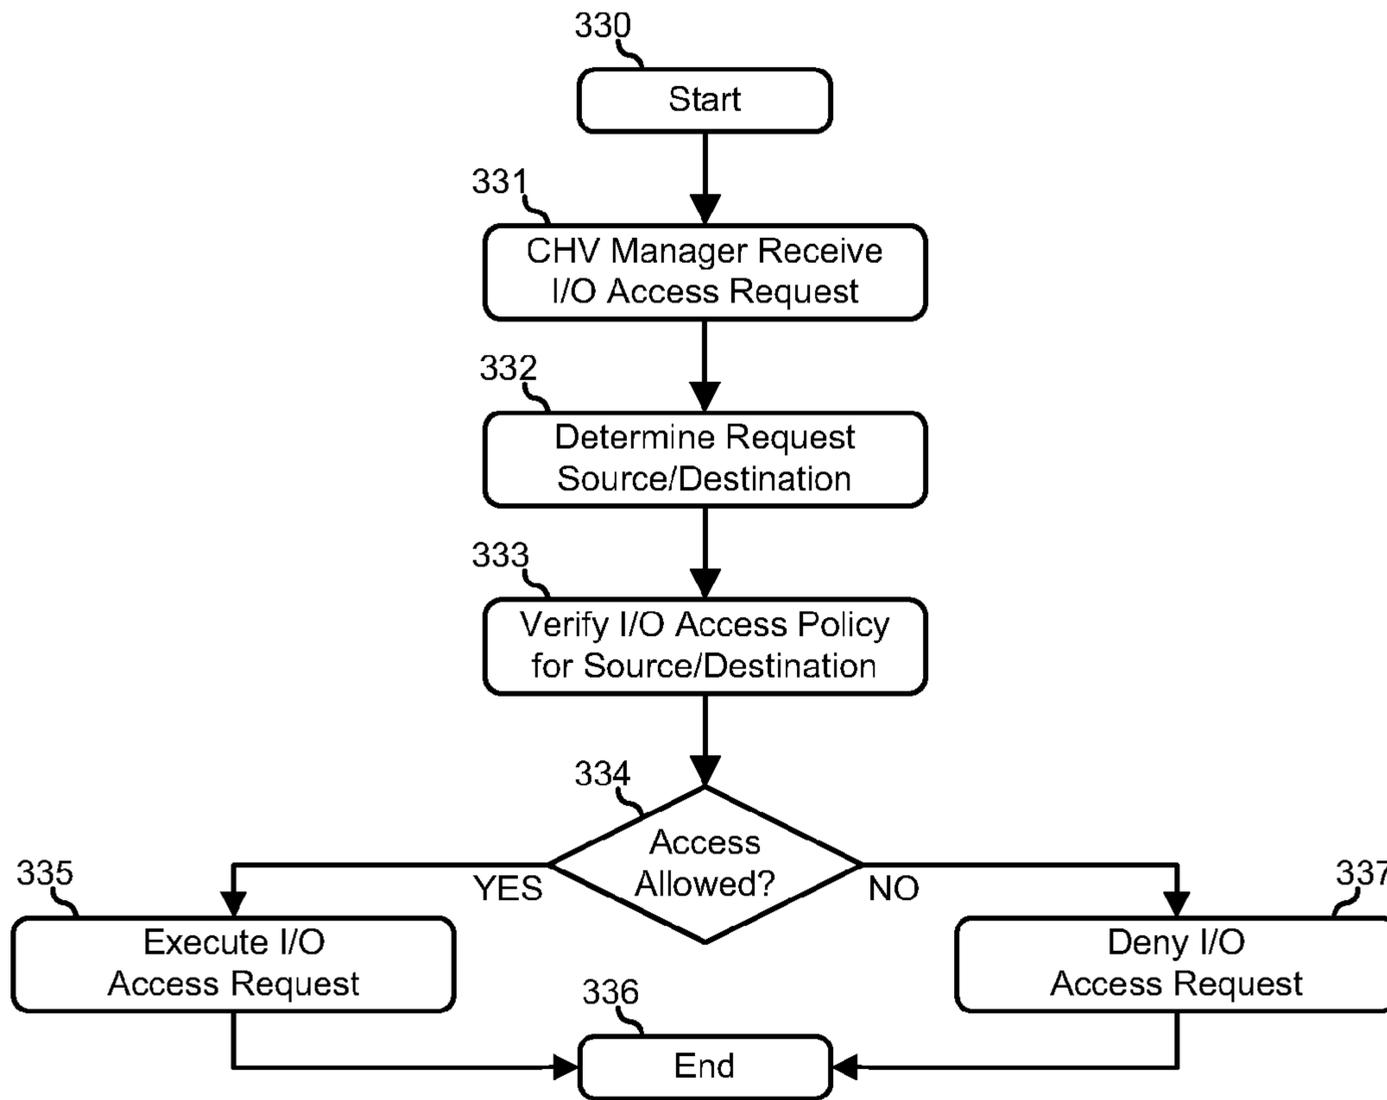 330
Start
331
CHV Manager Receive
I/O Access Request
332
Determine Request
Source/Destination
333
Verify I/O Access Policy
for Source/Destination
334
Access
Allowed?
YES
NO
335
Execute I/O
Access Request
337
Deny I/O
Access Request
336
End